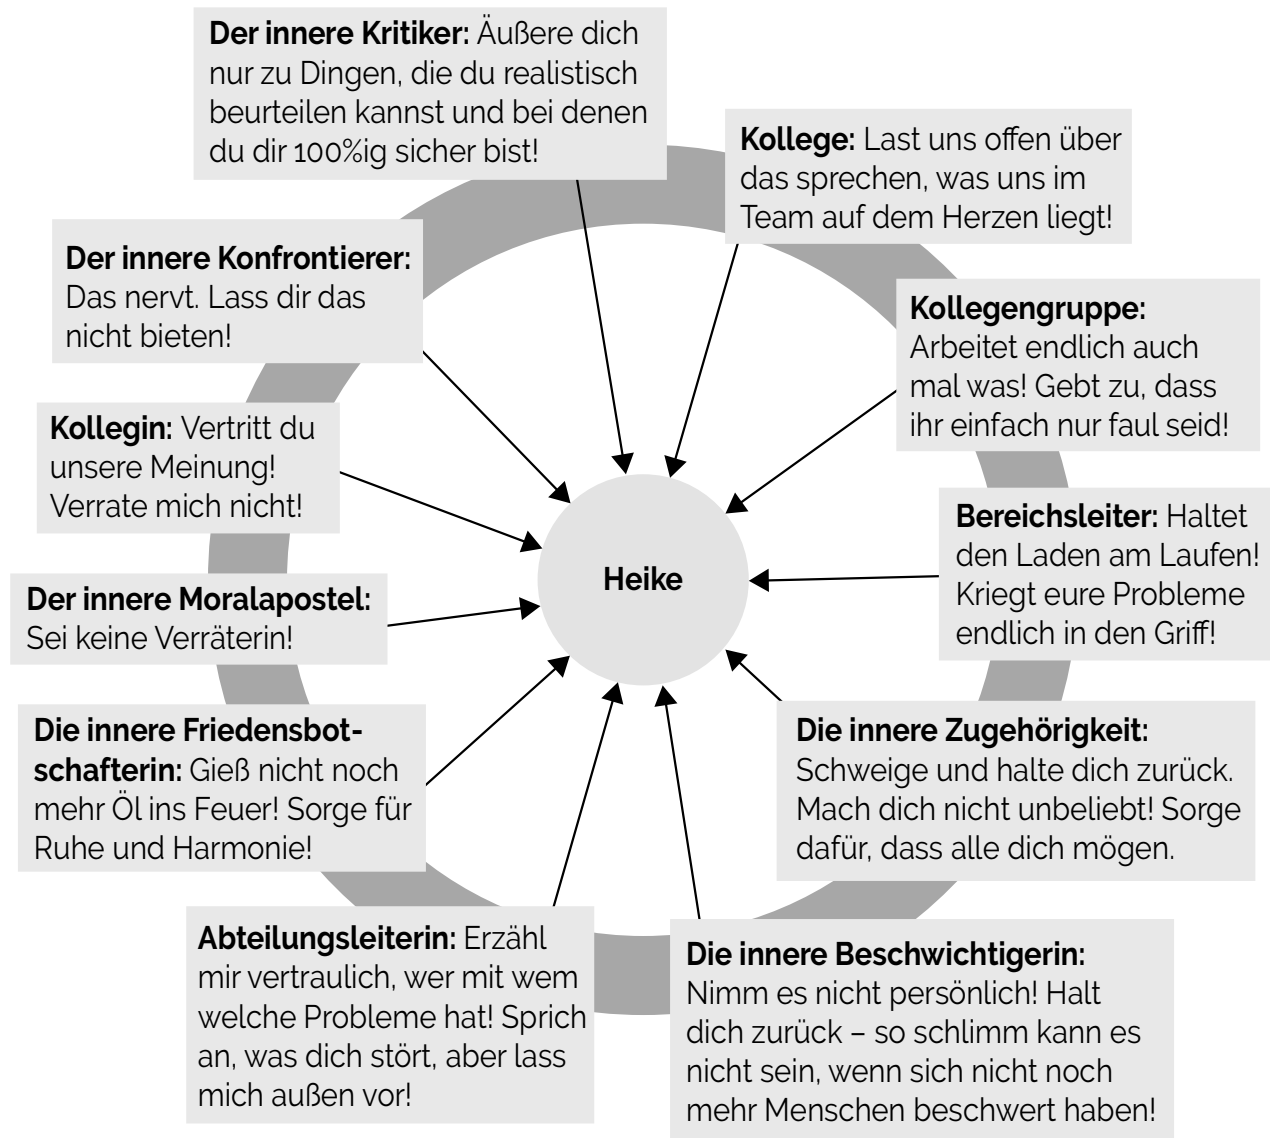 Der innere Kritiker: Äußere dich
nur zu Dingen, die du realistisch
beurteilen kannst und bei denen
du dir 100%ig sicher bist!
Kollege: Last uns offen über
das sprechen, was uns im
Team auf dem Herzen liegt!
Der innere Konfrontierer:
Das nervt. Lass dir das
nicht bieten!
Kollegengruppe:
Arbeitet endlich auch
mal was! Gebt zu, dass
ihr einfach nur faul seid!
Kollegin: Vertritt du
unsere Meinung!
Verrate mich nicht!
Bereichsleiter: Haltet
den Laden am Laufen!
Kriegt eure Probleme
endlich in den Griff!
Heike
Der innere Moralapostel:
Sei keine Verräterin!
Die innere Friedensbot-
schafterin: Gieß nicht noch
mehr Öl ins Feuer! Sorge für
Ruhe und Harmonie!
Die innere Zugehörigkeit:
Schweige und halte dich zurück.
Mach dich nicht unbeliebt! Sorge
dafür, dass alle dich mögen.
Abteilungsleiterin: Erzähl
mir vertraulich, wer mit wem
welche Probleme hat! Sprich
an, was dich stört, aber lass
mich außen vor!
Die innere Beschwichtigerin:
Nimm es nicht persönlich! Halt
dich zurück – so schlimm kann es
nicht sein, wenn sich nicht noch
mehr Menschen beschwert haben!